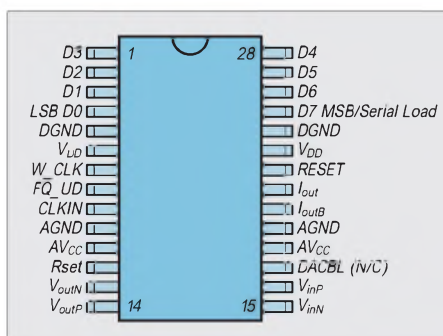 D3 1 28 D4
D2 D5
D1 D6
LSB D0 D7 MSB/Serial Load
DGND DGND
VDD VDD
W_CLK RESET
FQ_UD Iout
CLKIN IoutB
AGND AGND
AVCC AVCC
Rset DACBL (N/C)
VoutN VinP
VoutP 14 15 VinN